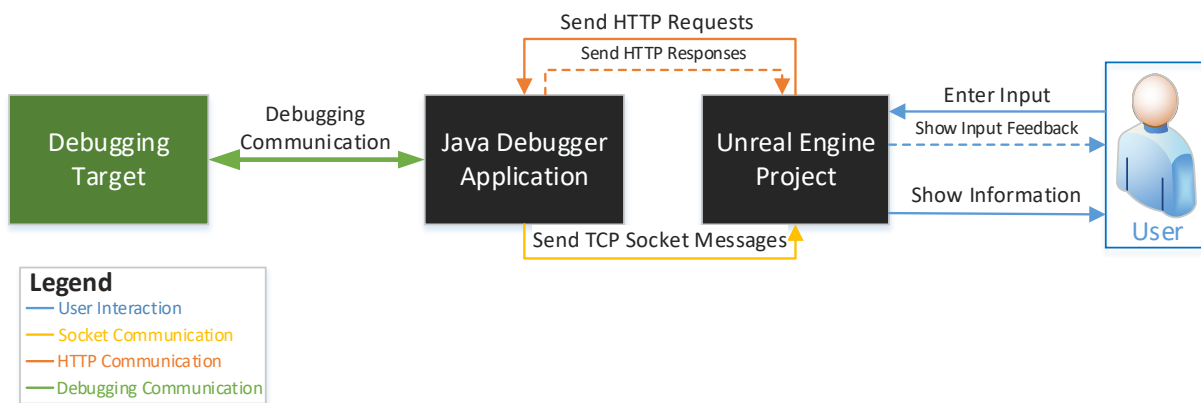 Send HTTP Requests
Send HTTP Responses
Debugging
Target
Debugging
Communication
Java Debugger
Application
Unreal Engine
Project
Enter Input
Show Input Feedback
Show Information
User
Send TCP Socket Messages
Legend
User Interaction
Socket Communication
HTTP Communication
Debugging Communication